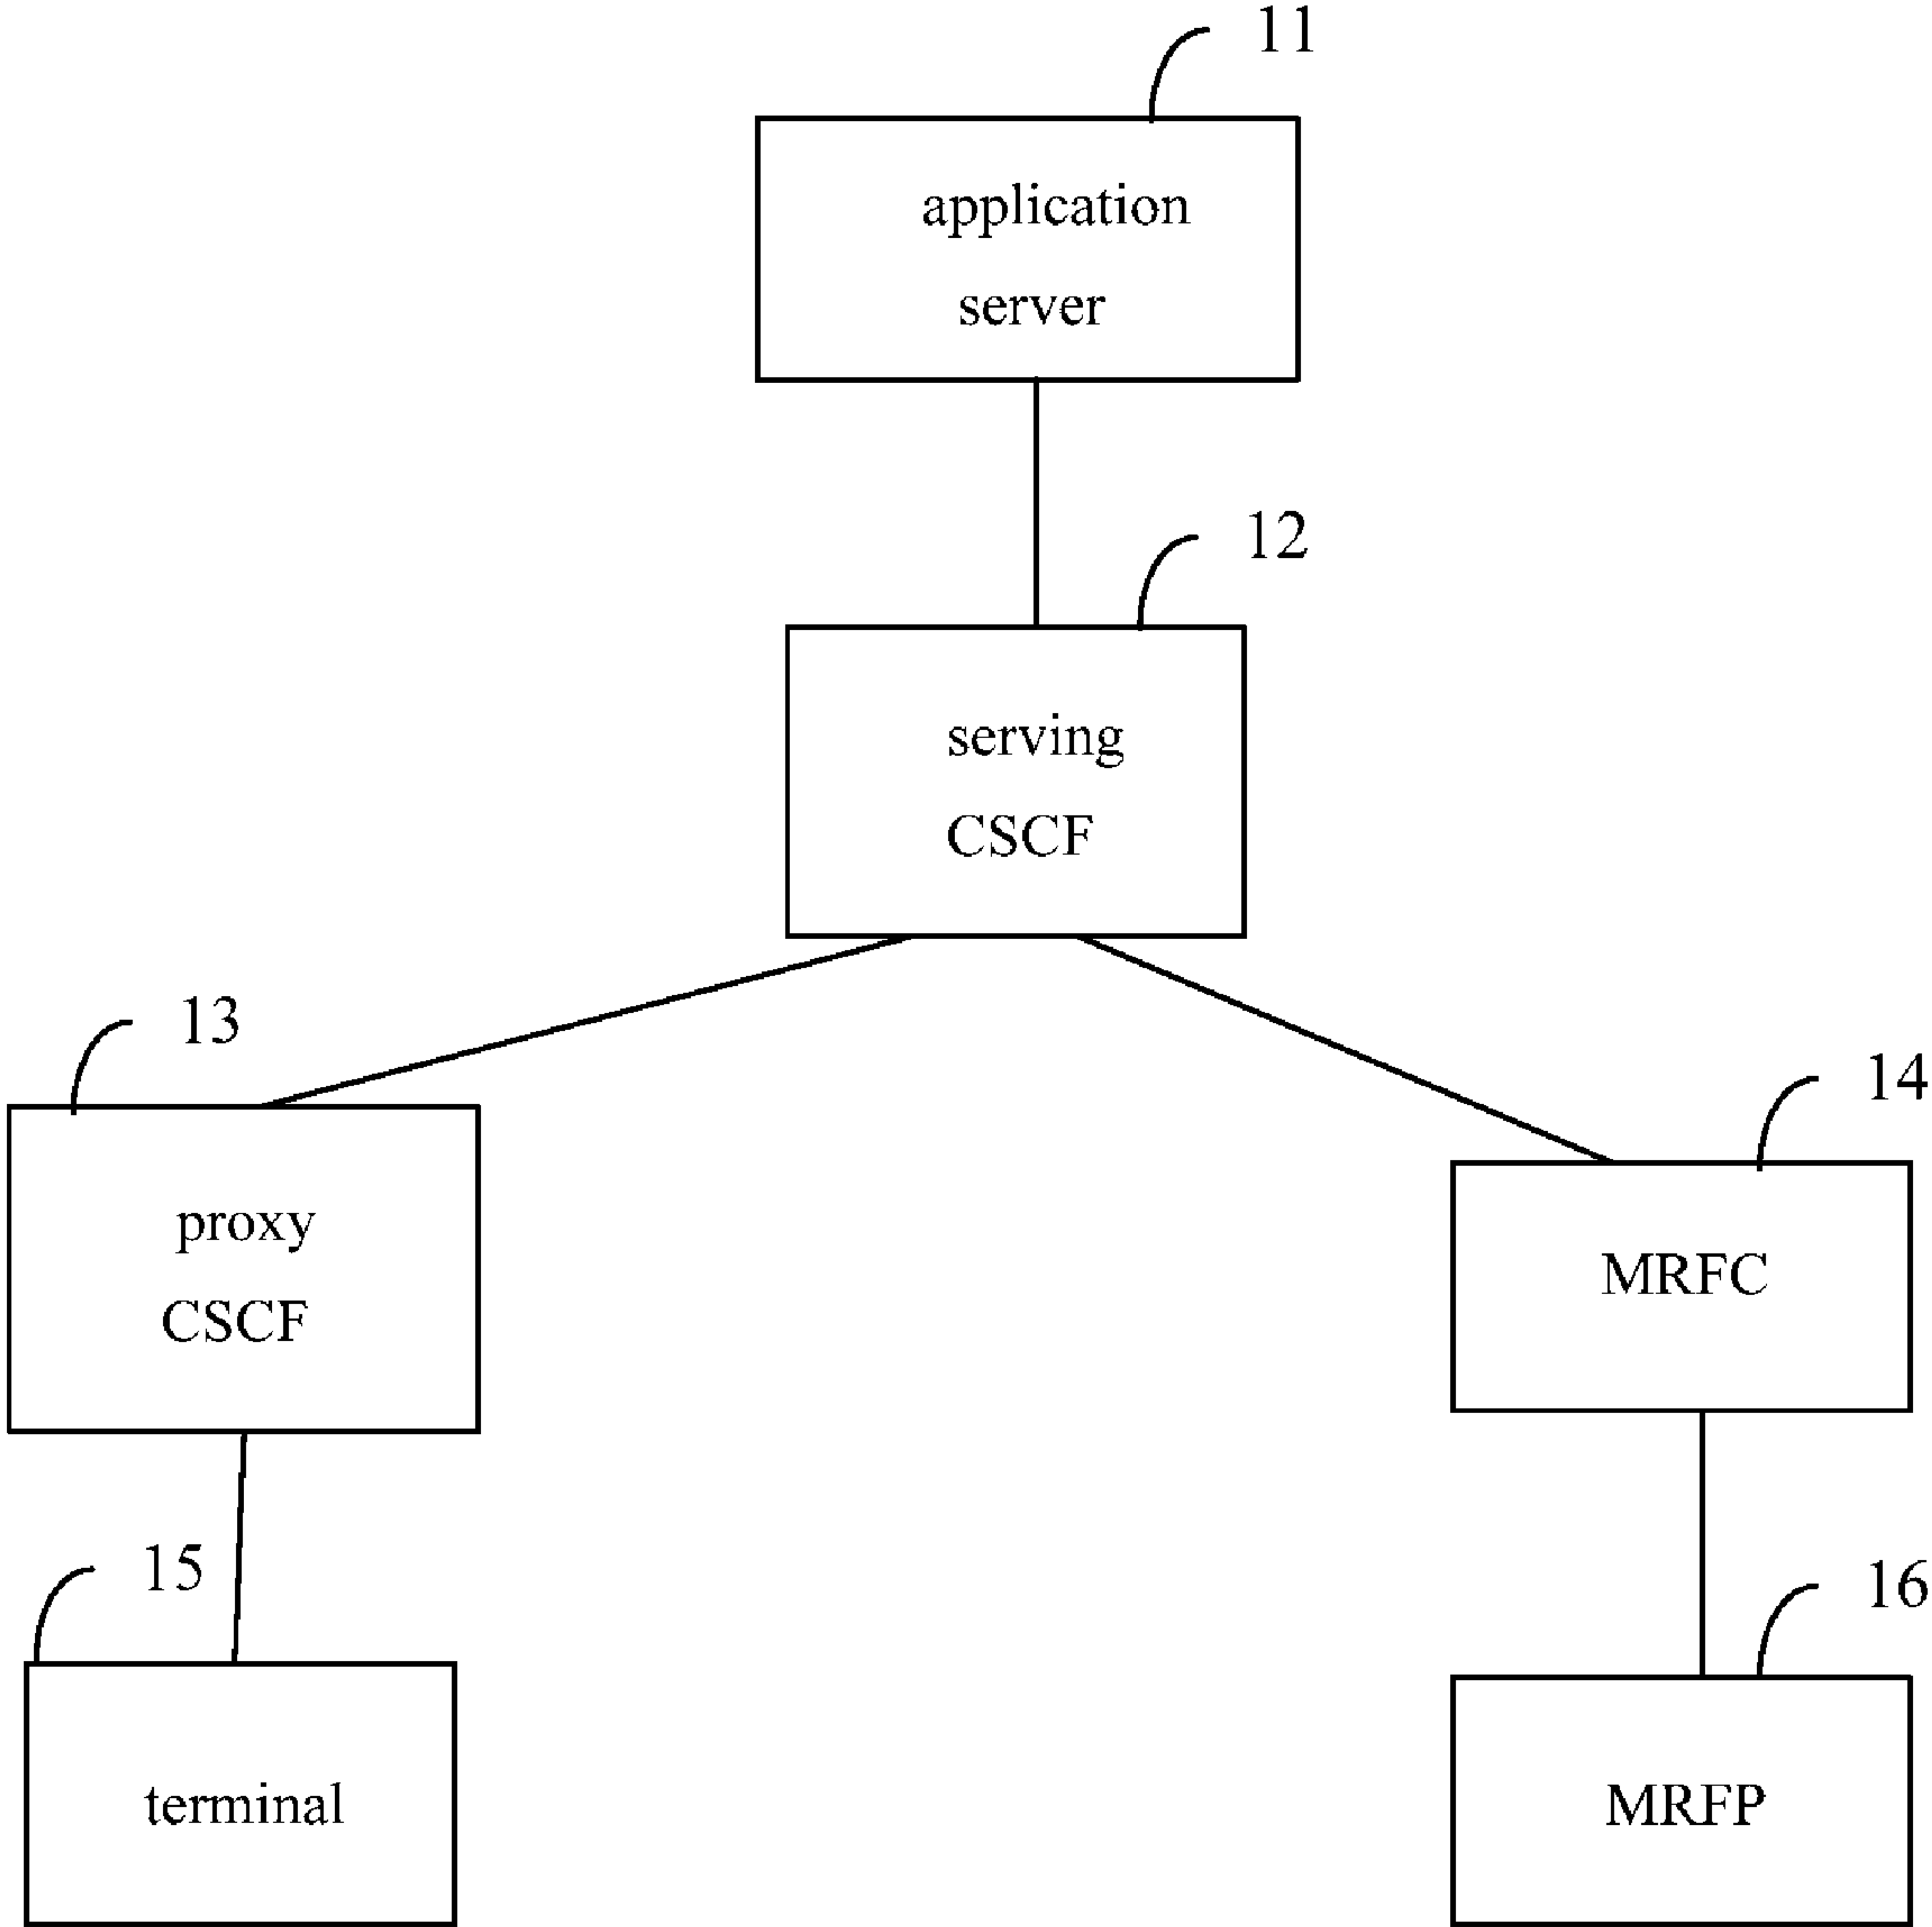 11
application
server
12
serving
CSCF
13
proxy
CSCF
14
MRFC
15
terminal
16
MRFP